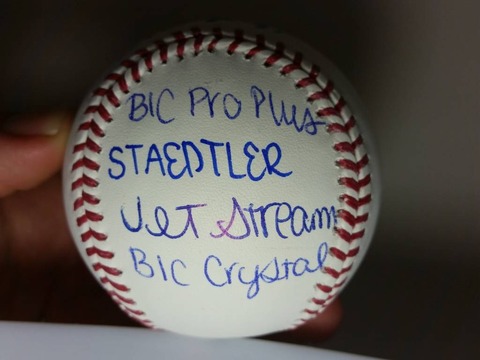 BIC Pro Plus
STAEDTLER
Jet Stream
BIC Crystal